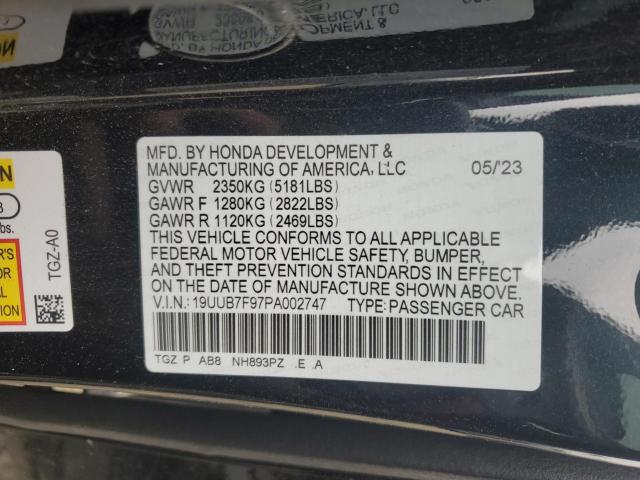 MFD. BY HONDA DEVELOPMENT &
MANUFACTURING OF AMERICA, LLC 05/23
GVWR 2350KG (5181LBS)
GAWR F 1280KG (2822LBS)
GAWR R 1120KG (2469LBS)
THIS VEHICLE CONFORMS TO ALL APPLICABLE
FEDERAL MOTOR VEHICLE SAFETY, BUMPER,
AND THEFT PREVENTION STANDARDS IN EFFECT
ON THE DATE OF MANUFACTURE SHOWN ABOVE.
V.I.N.: 19UUB7F97PA002747 TYPE: PASSENGER CAR
TGZ P AB8 NH893PZ .E .A
TGZ-A0
lbs.